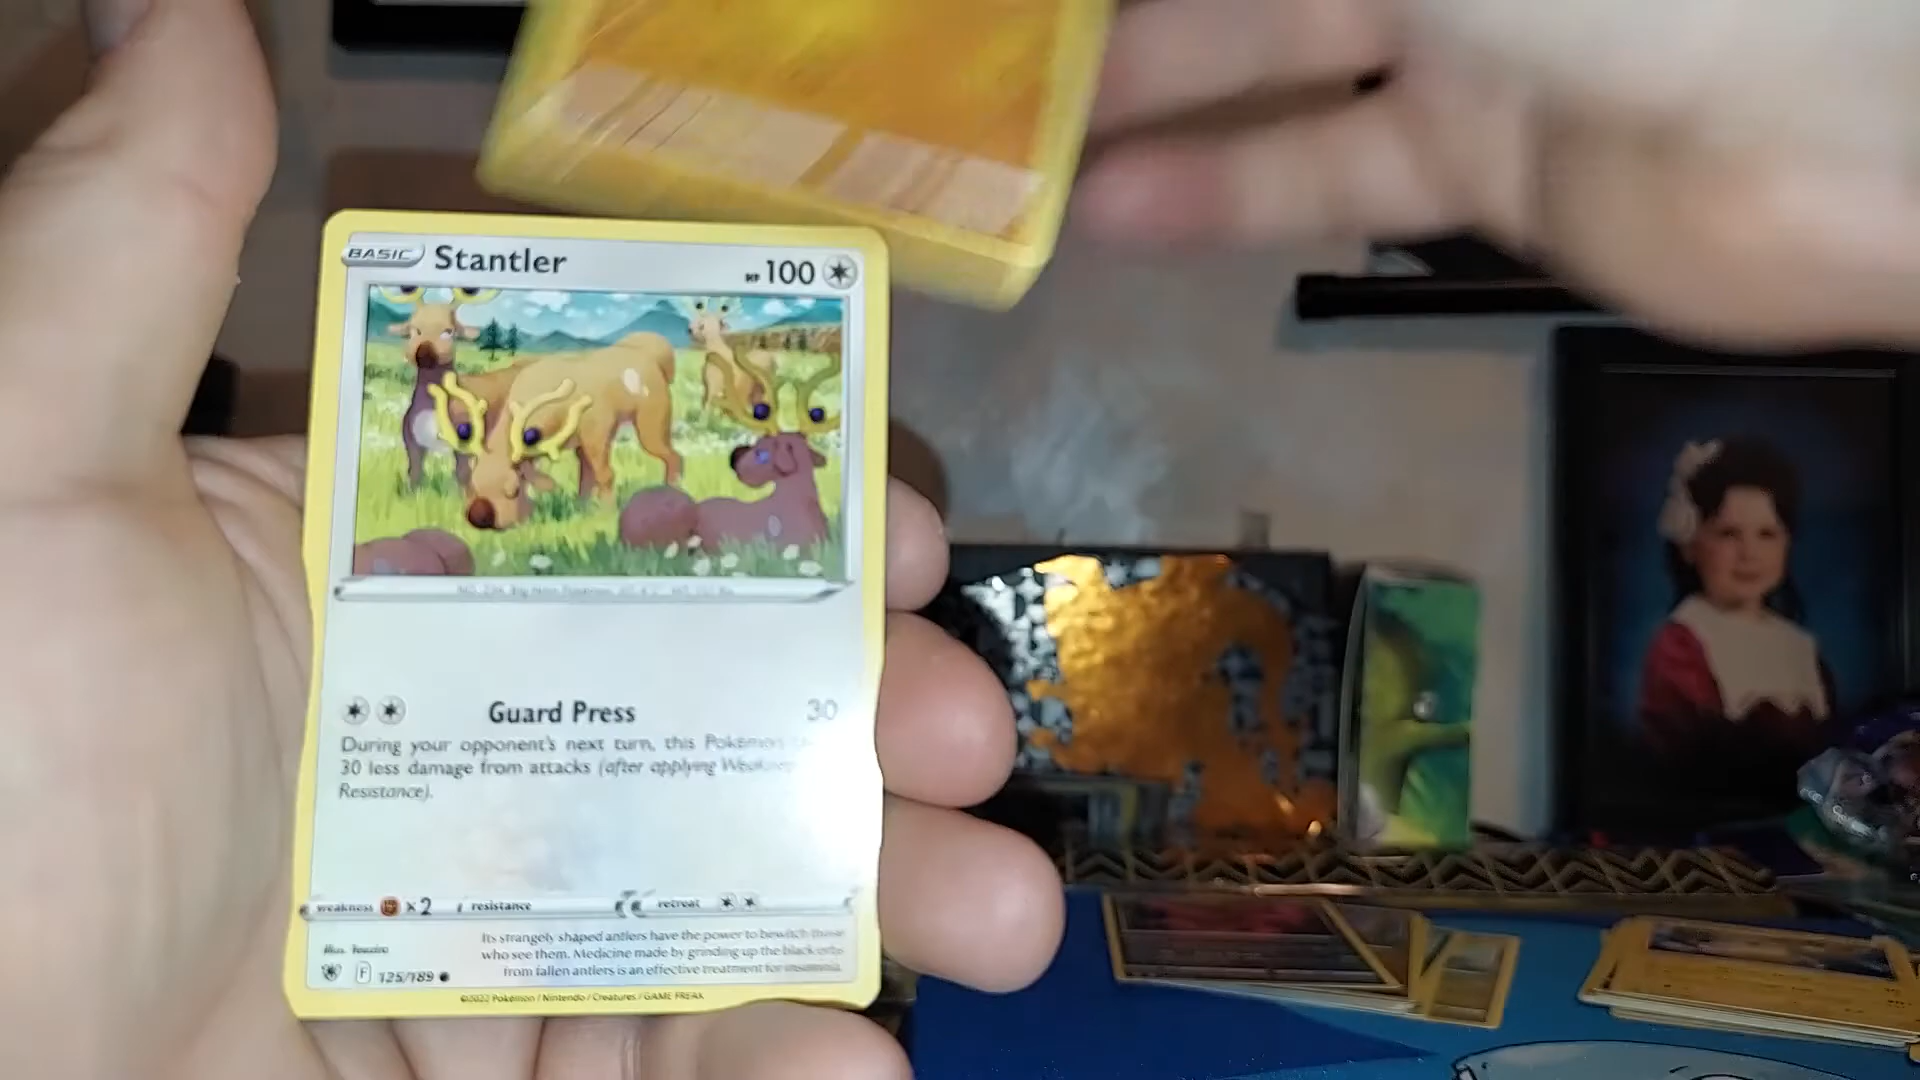 BASIC Stantler HP 100
Guard Press 30
During your opponent's next turn, this Pokémon
30 less damage from attacks (after applying
Resistance).
weakness ×2 resistance retreat
Illus.
Its strangely shaped antlers have the power to bewitch those
who see them. Medicine made by grinding up the black orbs
from fallen antlers is an effective treatment for insomnia.
F 125/189
©2022 Pokémon / Nintendo / Creatures / GAME FREAK